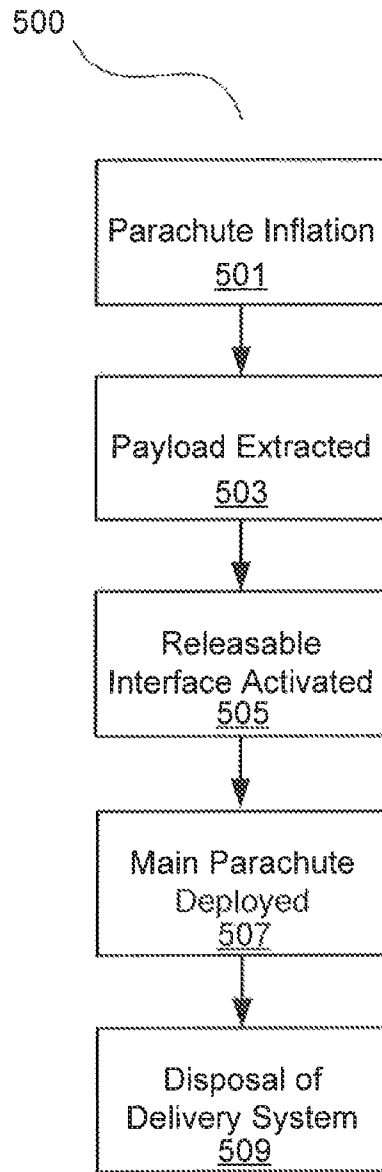 500
Parachute Inflation
501
Payload Extracted
503
Releasable
Interface Activated
505
Main Parachute
Deployed
507
Disposal of
Delivery System
509